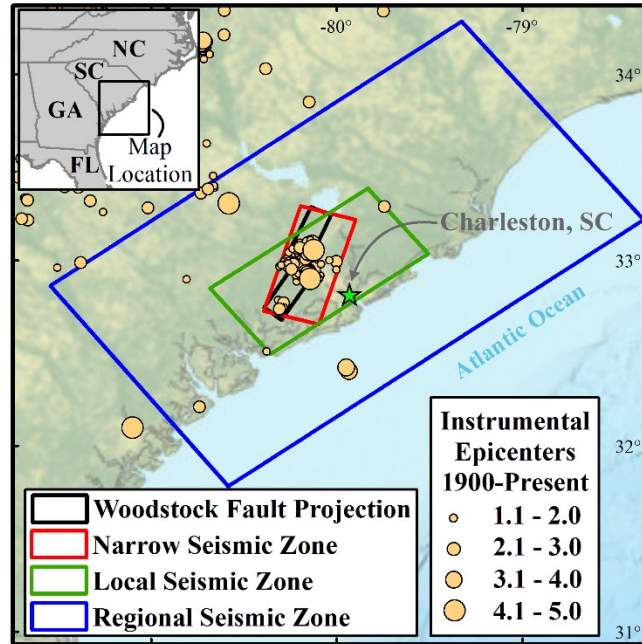 -80°
-79°
NC
SC
GA
FL
Map
Location
34°
33°
32°
31°
Charleston, SC
Atlantic Ocean
Woodstock Fault Projection
Narrow Seismic Zone
Local Seismic Zone
Regional Seismic Zone
Instrumental
Epicenters
1900-Present
1.1 - 2.0
2.1 - 3.0
3.1 - 4.0
4.1 - 5.0